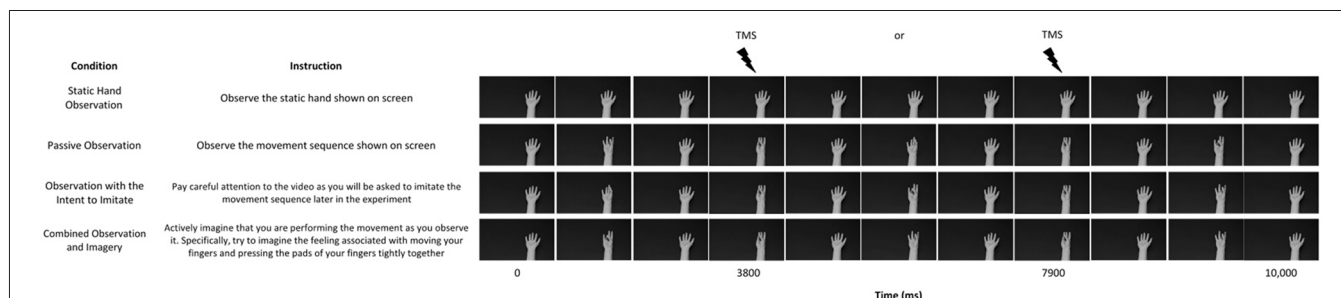 TMS or TMS
Condition Instruction
Static Hand
Observation
Observe the static hand shown on screen
Passive Observation
Observe the movement sequence shown on screen
Observation with the
Intent to Imitate
Pay careful attention to the video as you will be asked to imitate the
movement sequence later in the experiment
Combined Observation
and Imagery
Actively imagine that you are performing the movement as you observe
it. Specifically, try to imagine the feeling associated with moving your
fingers and pressing the pads of your fingers tightly together
0 3800 7900 10,000
Time (ms)